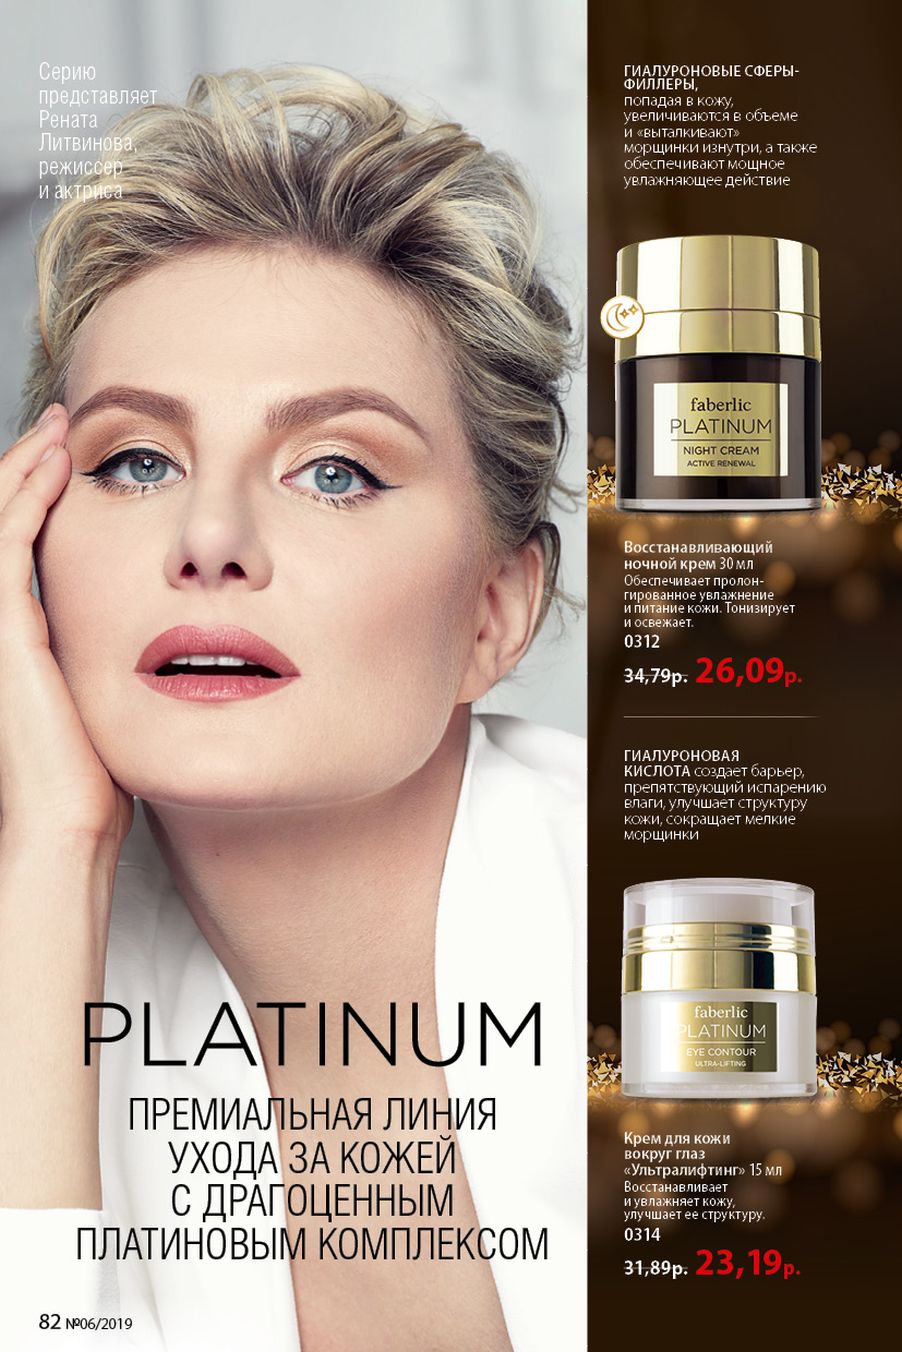 Серию
представляет
Рената
Литвинова,
режиссер
и актриса
ГИАЛУРОНОВЫЕ СФЕРЫ-
ФИЛЛЕРЫ,
попадая в кожу,
увеличиваются в объеме
и «выталкивают»
морщинки изнутри, а также
обеспечивают мощное
увлажняющее действие
faberlic
PLATINUM
NIGHT CREAM
ACTIVE RENEWAL
Восстанавливающий
ночной крем 30 мл
Обеспечивает пролон-
гированное увлажнение
и питание кожи. Тонизирует
и освежает.
0312
34,79р. 26,09р.
ГИАЛУРОНОВАЯ
КИСЛОТА создает барьер,
препятствующий испарению
влаги, улучшает структуру
кожи, сокращает мелкие
морщинки
faberlic
PLATINUM
EYE CONTOUR
ULTRA-LIFTING
Крем для кожи
вокруг глаз
«Ультралифтинг» 15 мл
Восстанавливает
и увлажняет кожу,
улучшает ее структуру.
0314
31,89р. 23,19р.
PLATINUM
ПРЕМИАЛЬНАЯ ЛИНИЯ
УХОДА ЗА КОЖЕЙ
С ДРАГОЦЕННЫМ
ПЛАТИНОВЫМ КОМПЛЕКСОМ
82 №06/2019